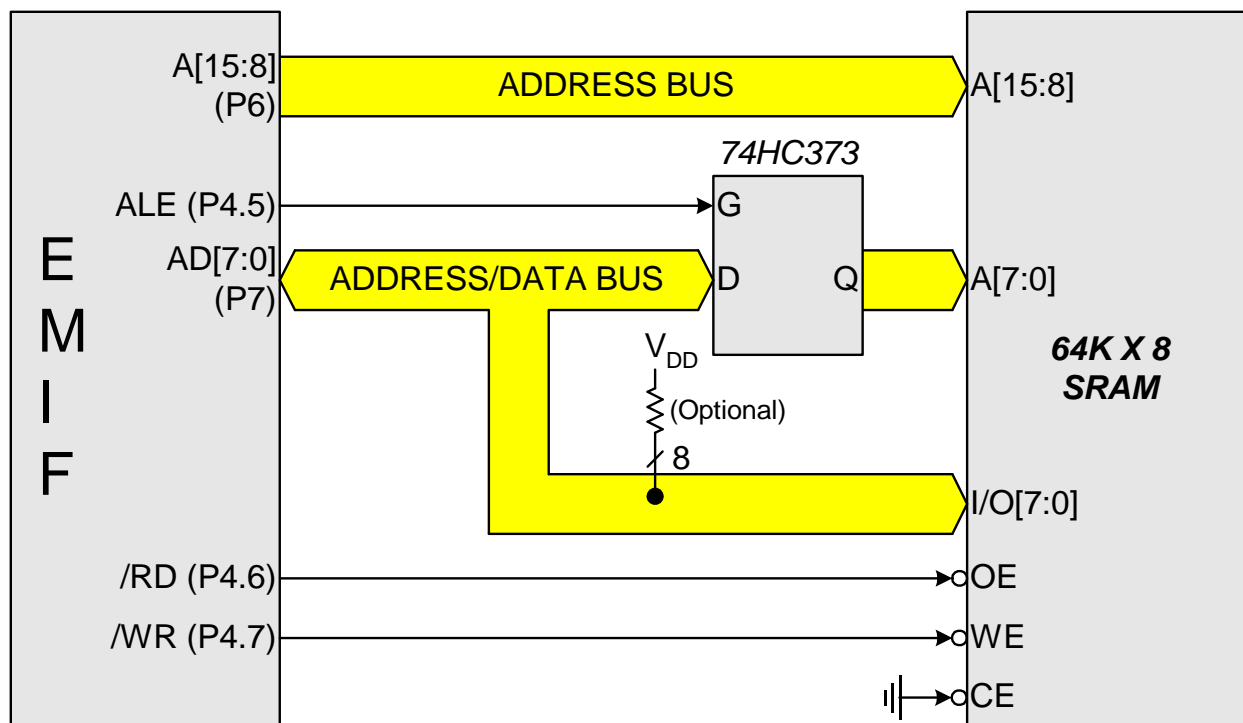 A[15:8]
(P6)
ADDRESS BUS
A[15:8]
74HC373
ALE (P4.5)
G
E
M
I
F
AD[7:0]
(P7)
ADDRESS/DATA BUS
D
Q
A[7:0]
64K X 8
SRAM
VDD
(Optional)
8
I/O[7:0]
/RD (P4.6)
OE
/WR (P4.7)
WE
CE